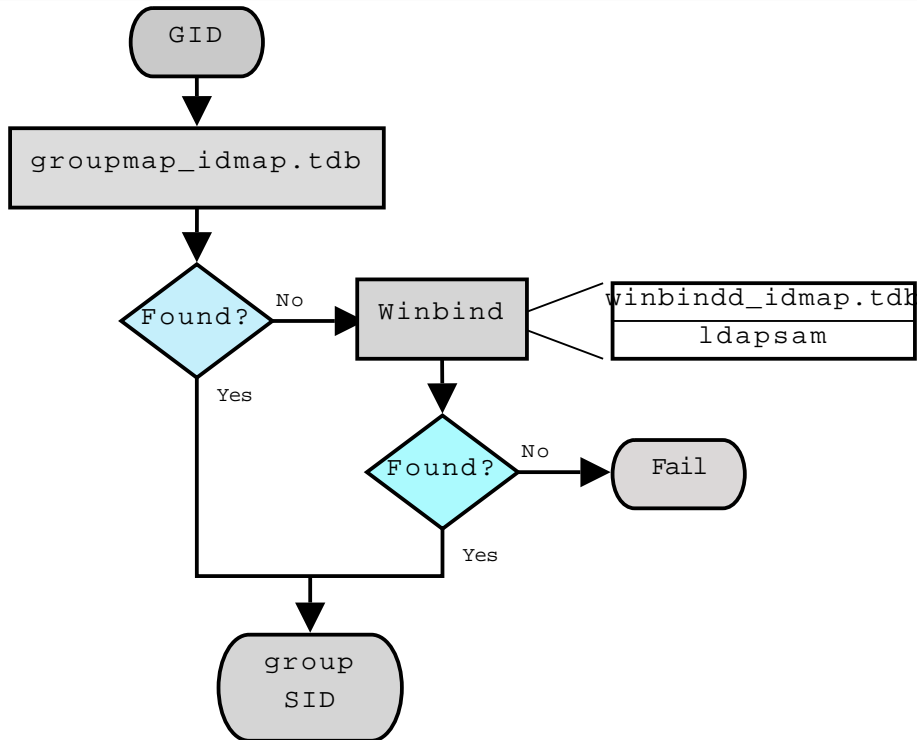 GID
groupmap_idmap.tdb
Found?
No
Winbind
winbindd_idmap.tdb
ldapsam
Yes
Found?
No
Fail
Yes
group
SID